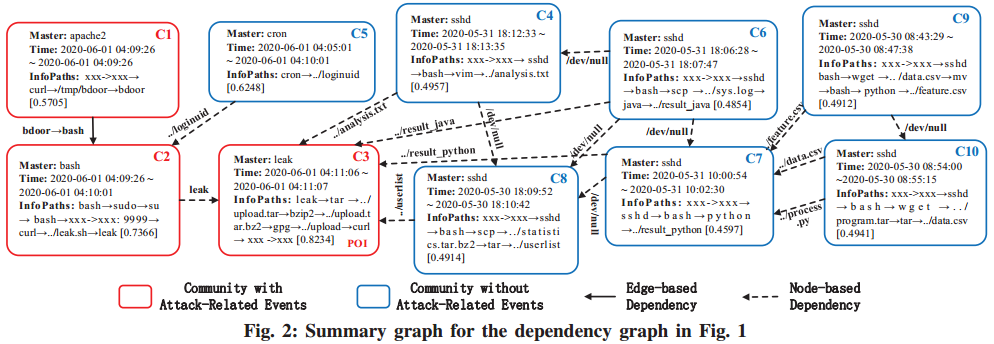 C1
Master: apache2
Time: 2020-06-01 04:09:26
~ 2020-06-01 04:09:26
InfoPaths: xxx->xxx→
curl→/tmp/bdoor→bdoor
[0.5705]
C5
Master: cron
Time: 2020-06-01 04:05:01
~ 2020-06-01 04:10:01
InfoPaths: cron→../loginuid
[0.6248]
C4
Master: sshd
Time: 2020-05-31 18:12:33 ~
2020-05-31 18:13:35
InfoPaths: xxx->xxx→ sshd
→bash→vim→../analysis.txt
[0.4957]
C6
Master: sshd
Time: 2020-05-31 18:06:28 ~
2020-05-31 18:07:47
InfoPaths: xxx->xxx→sshd
→bash→scp →../sys.log→
java→../result_java [0.4854]
C9
Master: sshd
Time: 2020-05-30 08:43:29 ~
2020-05-30 08:47:38
InfoPaths: xxx->xxx→sshd
bash→wget →../data.csv→mv
→bash→ python →../feature.csv
[0.4912]
/dev/null
bdoor→bash
../loginuid
../analysis.txt
/dev/null
../result_java
/dev/null
/dev/null
../feature.csv
/dev/null
C2
Master: bash
Time: 2020-06-01 04:09:26 ~
2020-06-01 04:10:01
InfoPaths: bash→sudo→su
→ bash→xxx->xxx: 9999→
curl→../leak.sh→leak [0.7366]
leak
C3
Master: leak
Time: 2020-06-01 04:11:06 ~
2020-06-01 04:11:07
InfoPaths: leak→tar →../
upload.tar→bzip2→../upload.t
ar.bz2→gpg→../upload→curl
→ xxx ->xxx [0.8234]
POI
../result_python
../userlist
C8
Master: sshd
Time: 2020-05-30 18:09:52
~ 2020-05-30 18:10:42
InfoPaths: xxx->xxx→sshd
→bash→scp→../statisti
cs.tar.bz2→tar→../userlist
[0.4914]
/dev/null
C7
Master: sshd
Time: 2020-05-31 10:00:54
~ 2020-05-31 10:02:30
InfoPaths: xxx->xxx→
sshd→bash→python
→../result_python [0.4597]
../data.csv
../process
.py
C10
Master: sshd
Time: 2020-05-30 08:54:00
~2020-05-30 08:55:15
InfoPaths: xxx->xxx→sshd
→bash→wget →../
program.tar→tar→../data.csv
[0.4941]
Community with
Attack-Related Events
Community without
Attack-Related Events
Edge-based
Dependency
Node-based
Dependency
Fig. 2: Summary graph for the dependency graph in Fig. 1